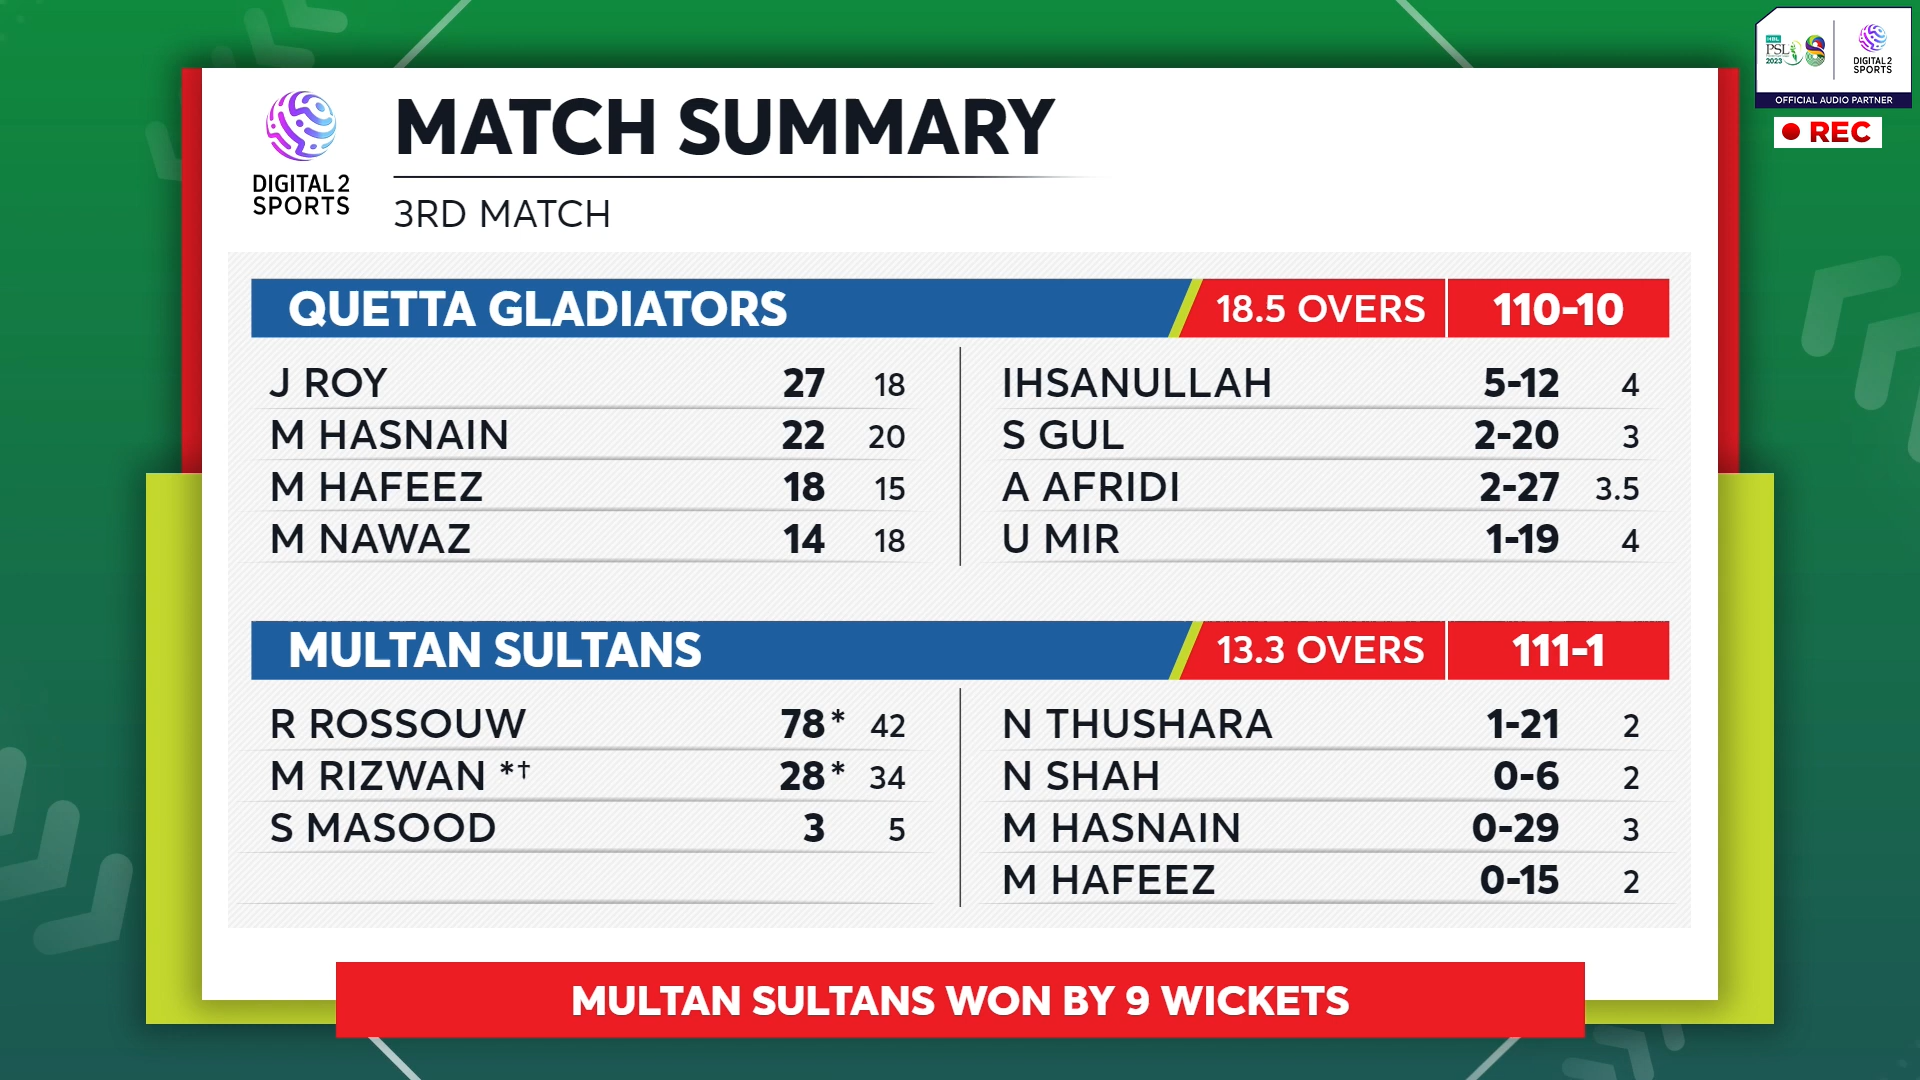 HBL
PSL
2023
8
DIGITAL 2
SPORTS
OFFICIAL AUDIO PARTNER
REC
DIGITAL 2
SPORTS
MATCH SUMMARY
3RD MATCH
QUETTA GLADIATORS 18.5 OVERS 110-10
J ROY 27 18 IHSANULLAH 5-12 4
M HASNAIN 22 20 S GUL 2-20 3
M HAFEEZ 18 15 A AFRIDI 2-27 3.5
M NAWAZ 14 18 U MIR 1-19 4
MULTAN SULTANS 13.3 OVERS 111-1
R ROSSOUW 78* 42 N THUSHARA 1-21 2
M RIZWAN *† 28* 34 N SHAH 0-6 2
S MASOOD 3 5 M HASNAIN 0-29 3
M HAFEEZ 0-15 2
MULTAN SULTANS WON BY 9 WICKETS